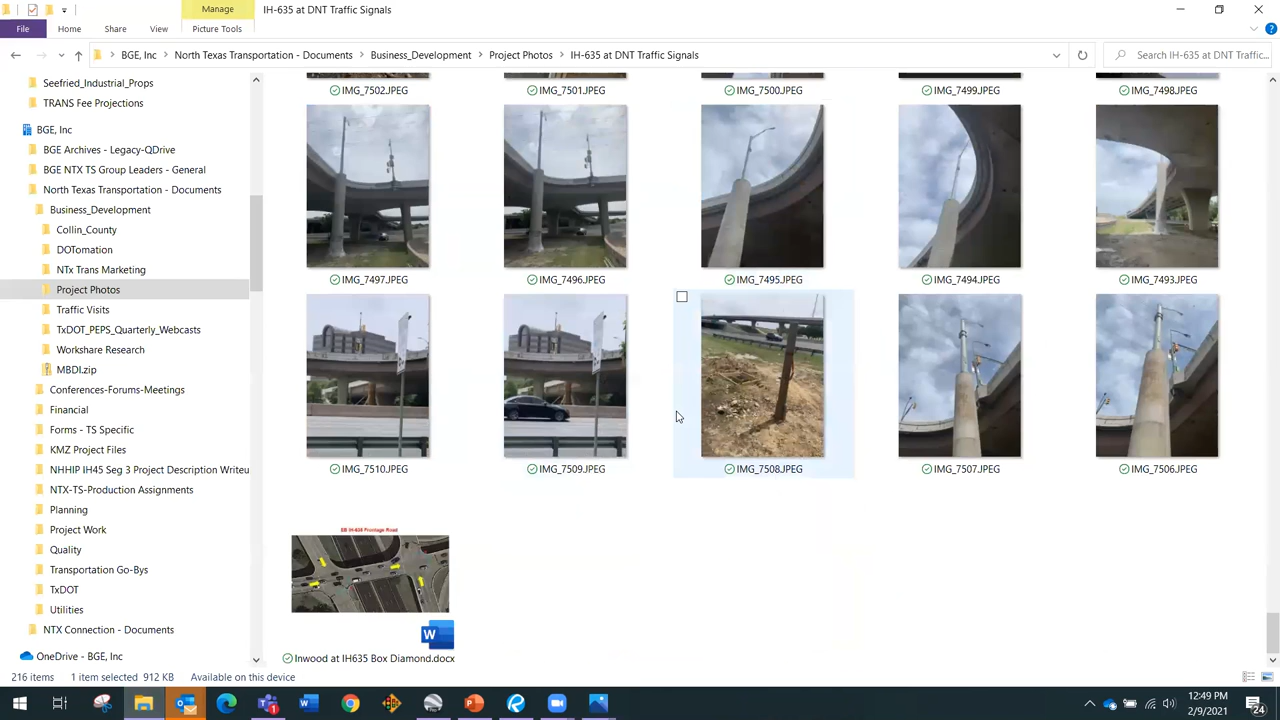 Manage
IH-635 at DNT Traffic Signals
File
Home
Share
View
Picture Tools
BGE, Inc
North Texas Transportation - Documents
Business_Development
Project Photos
IH-635 at DNT Traffic Signals
Search IH-635 at DNT Traffic...
Seefried_Industrial_Props
TRANS Fee Projections
BGE, Inc
BGE Archives - Legacy-QDrive
BGE NTX TS Group Leaders - General
North Texas Transportation - Documents
Business_Development
Collin_County
DOTomation
NTx Trans Marketing
Project Photos
Traffic Visits
TxDOT_PEPS_Quarterly_Webcasts
Workshare Research
MBDI.zip
Conferences-Forums-Meetings
Financial
Forms - TS Specific
KMZ Project Files
NHHIP IH45 Seg 3 Project Description Writeu
NTX-TS-Production Assignments
Planning
Project Work
Quality
Transportation Go-Bys
TxDOT
Utilities
NTX Connection - Documents
OneDrive - BGE, Inc
IMG_7502.JPEG
IMG_7501.JPEG
IMG_7500.JPEG
IMG_7499.JPEG
IMG_7498.JPEG
IMG_7497.JPEG
IMG_7496.JPEG
IMG_7495.JPEG
IMG_7494.JPEG
IMG_7493.JPEG
IMG_7510.JPEG
IMG_7509.JPEG
IMG_7508.JPEG
IMG_7507.JPEG
IMG_7506.JPEG
EB IH-635 Frontage Road
W
Inwood at IH635 Box Diamond.docx
216 items
1 item selected 912 KB
Available on this device
12:49 PM
2/9/2021
24